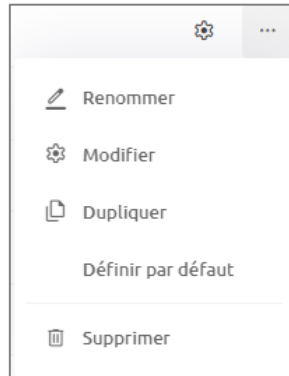 Renommer
Modifier
Dupliquer
Définir par défaut
Supprimer